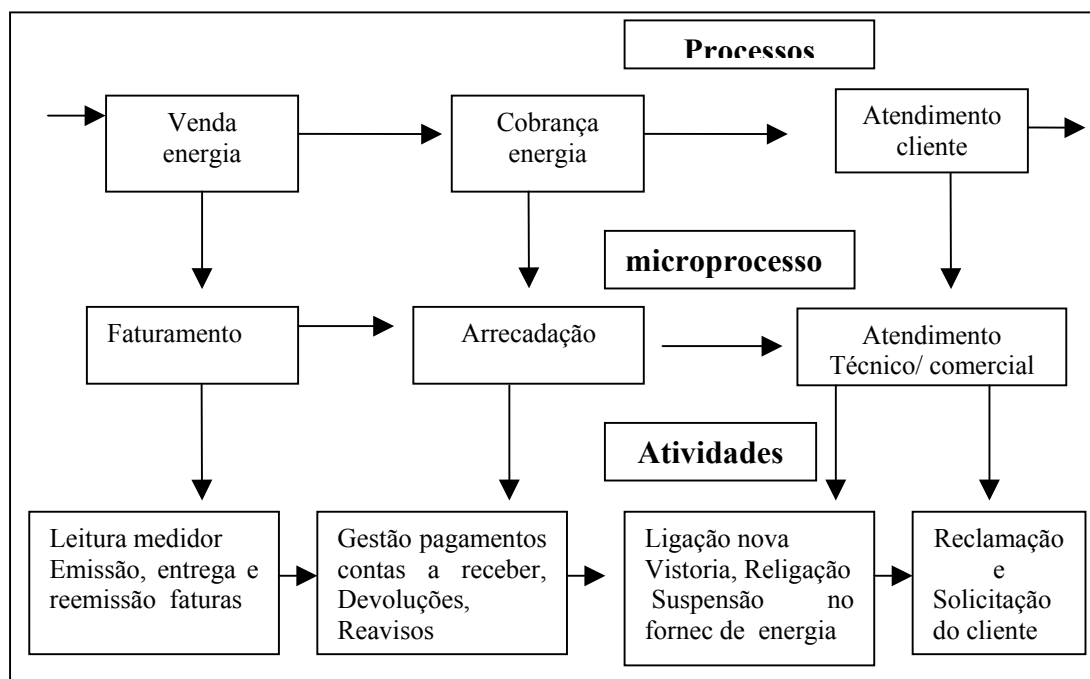 Processos
Venda
energia
Cobrança
energia
Atendimento
cliente
microprocesso
Faturamento
Arrecadação
Atendimento
Técnico/ comercial
Atividades
Leitura medidor
Emissão, entrega e
reemissão faturas
Gestão pagamentos
contas a receber,
Devoluções,
Reavisos
Ligação nova
Vistoria, Religação
Suspensão no
fornec de energia
Reclamação
e
Solicitação
do cliente